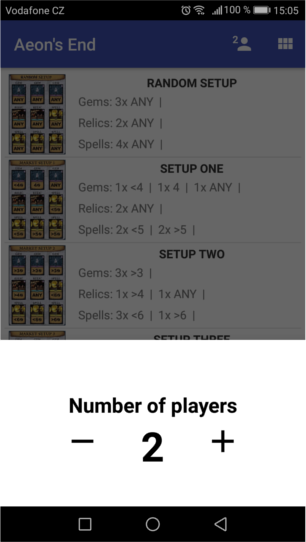 Vodafone CZ 100 % 15:05
Aeon's End 2
RANDOM SETUP
Gems: 3x ANY |
Relics: 2x ANY |
Spells: 4x ANY |
SETUP ONE
Gems: 1x <4 | 1x 4 | 1x ANY |
Relics: 2x ANY |
Spells: 2x <5 | 2x >5 |
SETUP TWO
Gems: 3x >3 |
Relics: 1x >4 | 1x ANY |
Spells: 3x <6 | 1x >6 |
SETUP THREE
Number of players
− 2 +